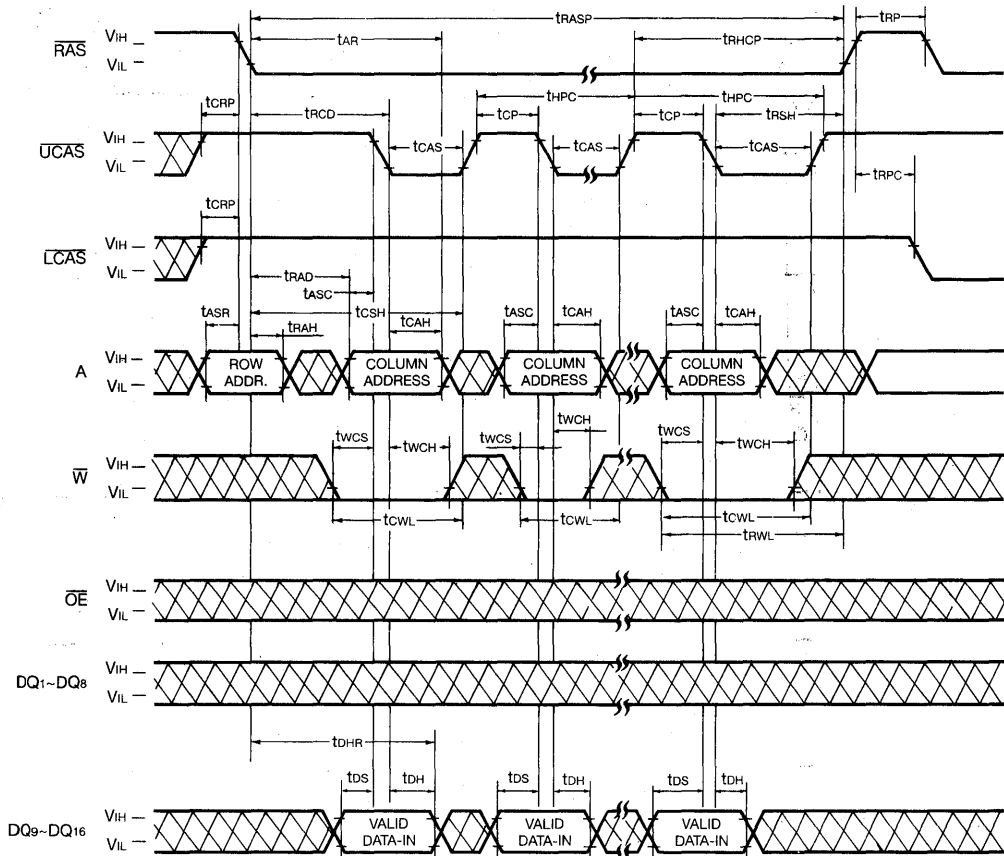 tRASP
tRP
tAR
tRHCP
RAS
VIH
VIL
tCRP
tRCD
tHPC
tHPC
tCP
tCP
tRSH
UCAS
VIH
VIL
tCAS
tCAS
tCAS
tRPC
tCRP
LCAS
VIH
VIL
tRAD
tASC
tCSH
tASR
tRAH
tCAH
tASC
tCAH
tASC
tCAH
A
VIH
VIL
ROW ADDR.
COLUMN ADDRESS
COLUMN ADDRESS
COLUMN ADDRESS
tWCS
tWCH
tWCS
tWCH
tWCS
tWCH
W
VIH
VIL
tCWL
tCWL
tCWL
tRWL
OE
VIH
VIL
DQ1~DQ8
VIH
VIL
tDHR
tDS
tDH
tDS
tDH
tDS
tDH
DQ9~DQ16
VIH
VIL
VALID DATA-IN
VALID DATA-IN
VALID DATA-IN